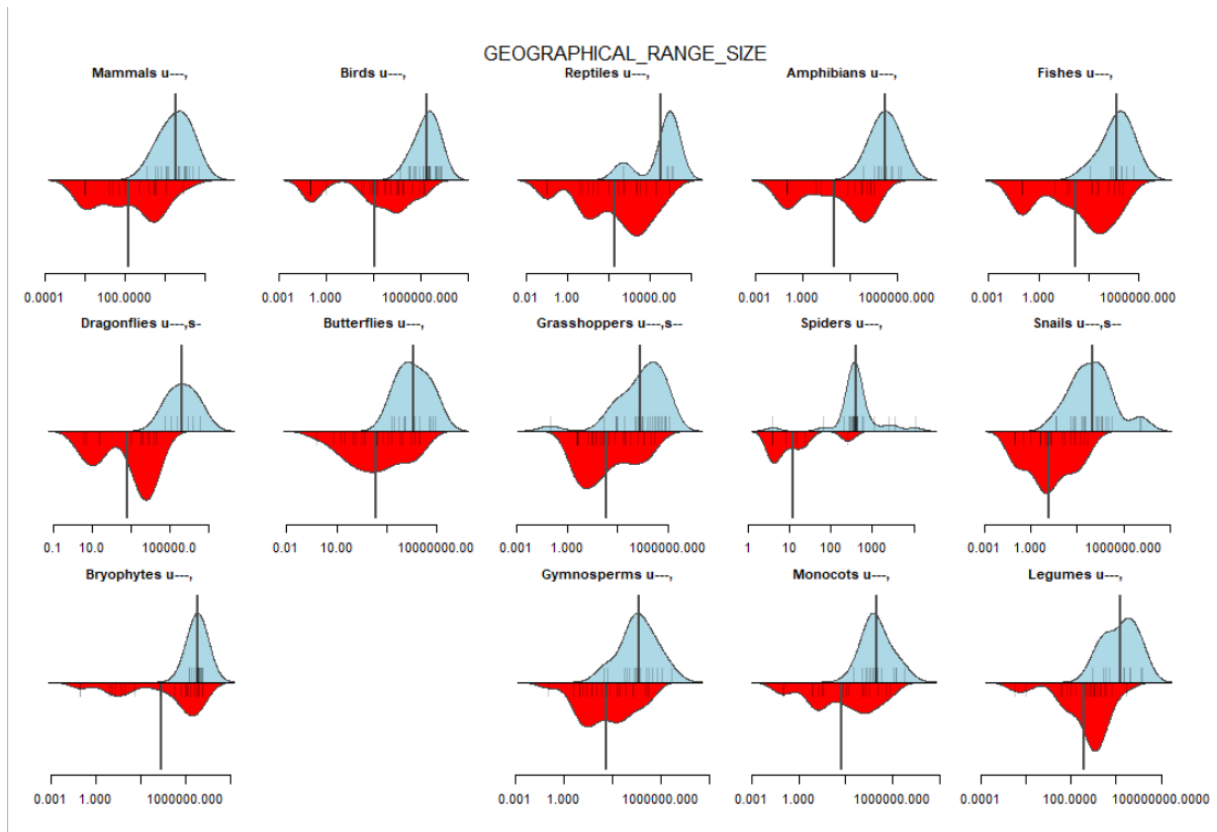 GEOGRAPHICAL_RANGE_SIZE
Mammals u---,
Birds u---,
Reptiles u---,
Amphibians u---,
Fishes u---,
0.0001 100.0000
0.001 1.000 1000000.000
0.01 1.00 10000.00
0.001 1.000 1000000.000
0.001 1.000 1000000.000
Dragonflies u---,s-
Butterflies u---,
Grasshoppers u---,s--
Spiders u---,
Snails u---,s--
0.1 10.0 100000.0
0.01 10000000.00
0.001 1.000 1000000.000
1 10 100 1000
0.001 1.000 1000000.000
Bryophytes u---,
Gymnosperms u---,
Monocots u---,
Legumes u---,
0.001 1.000 1000000.000
0.001 1.000 1000000.000
0.001 1.000 1000000.000
0.001 100.0000 100000000.0000